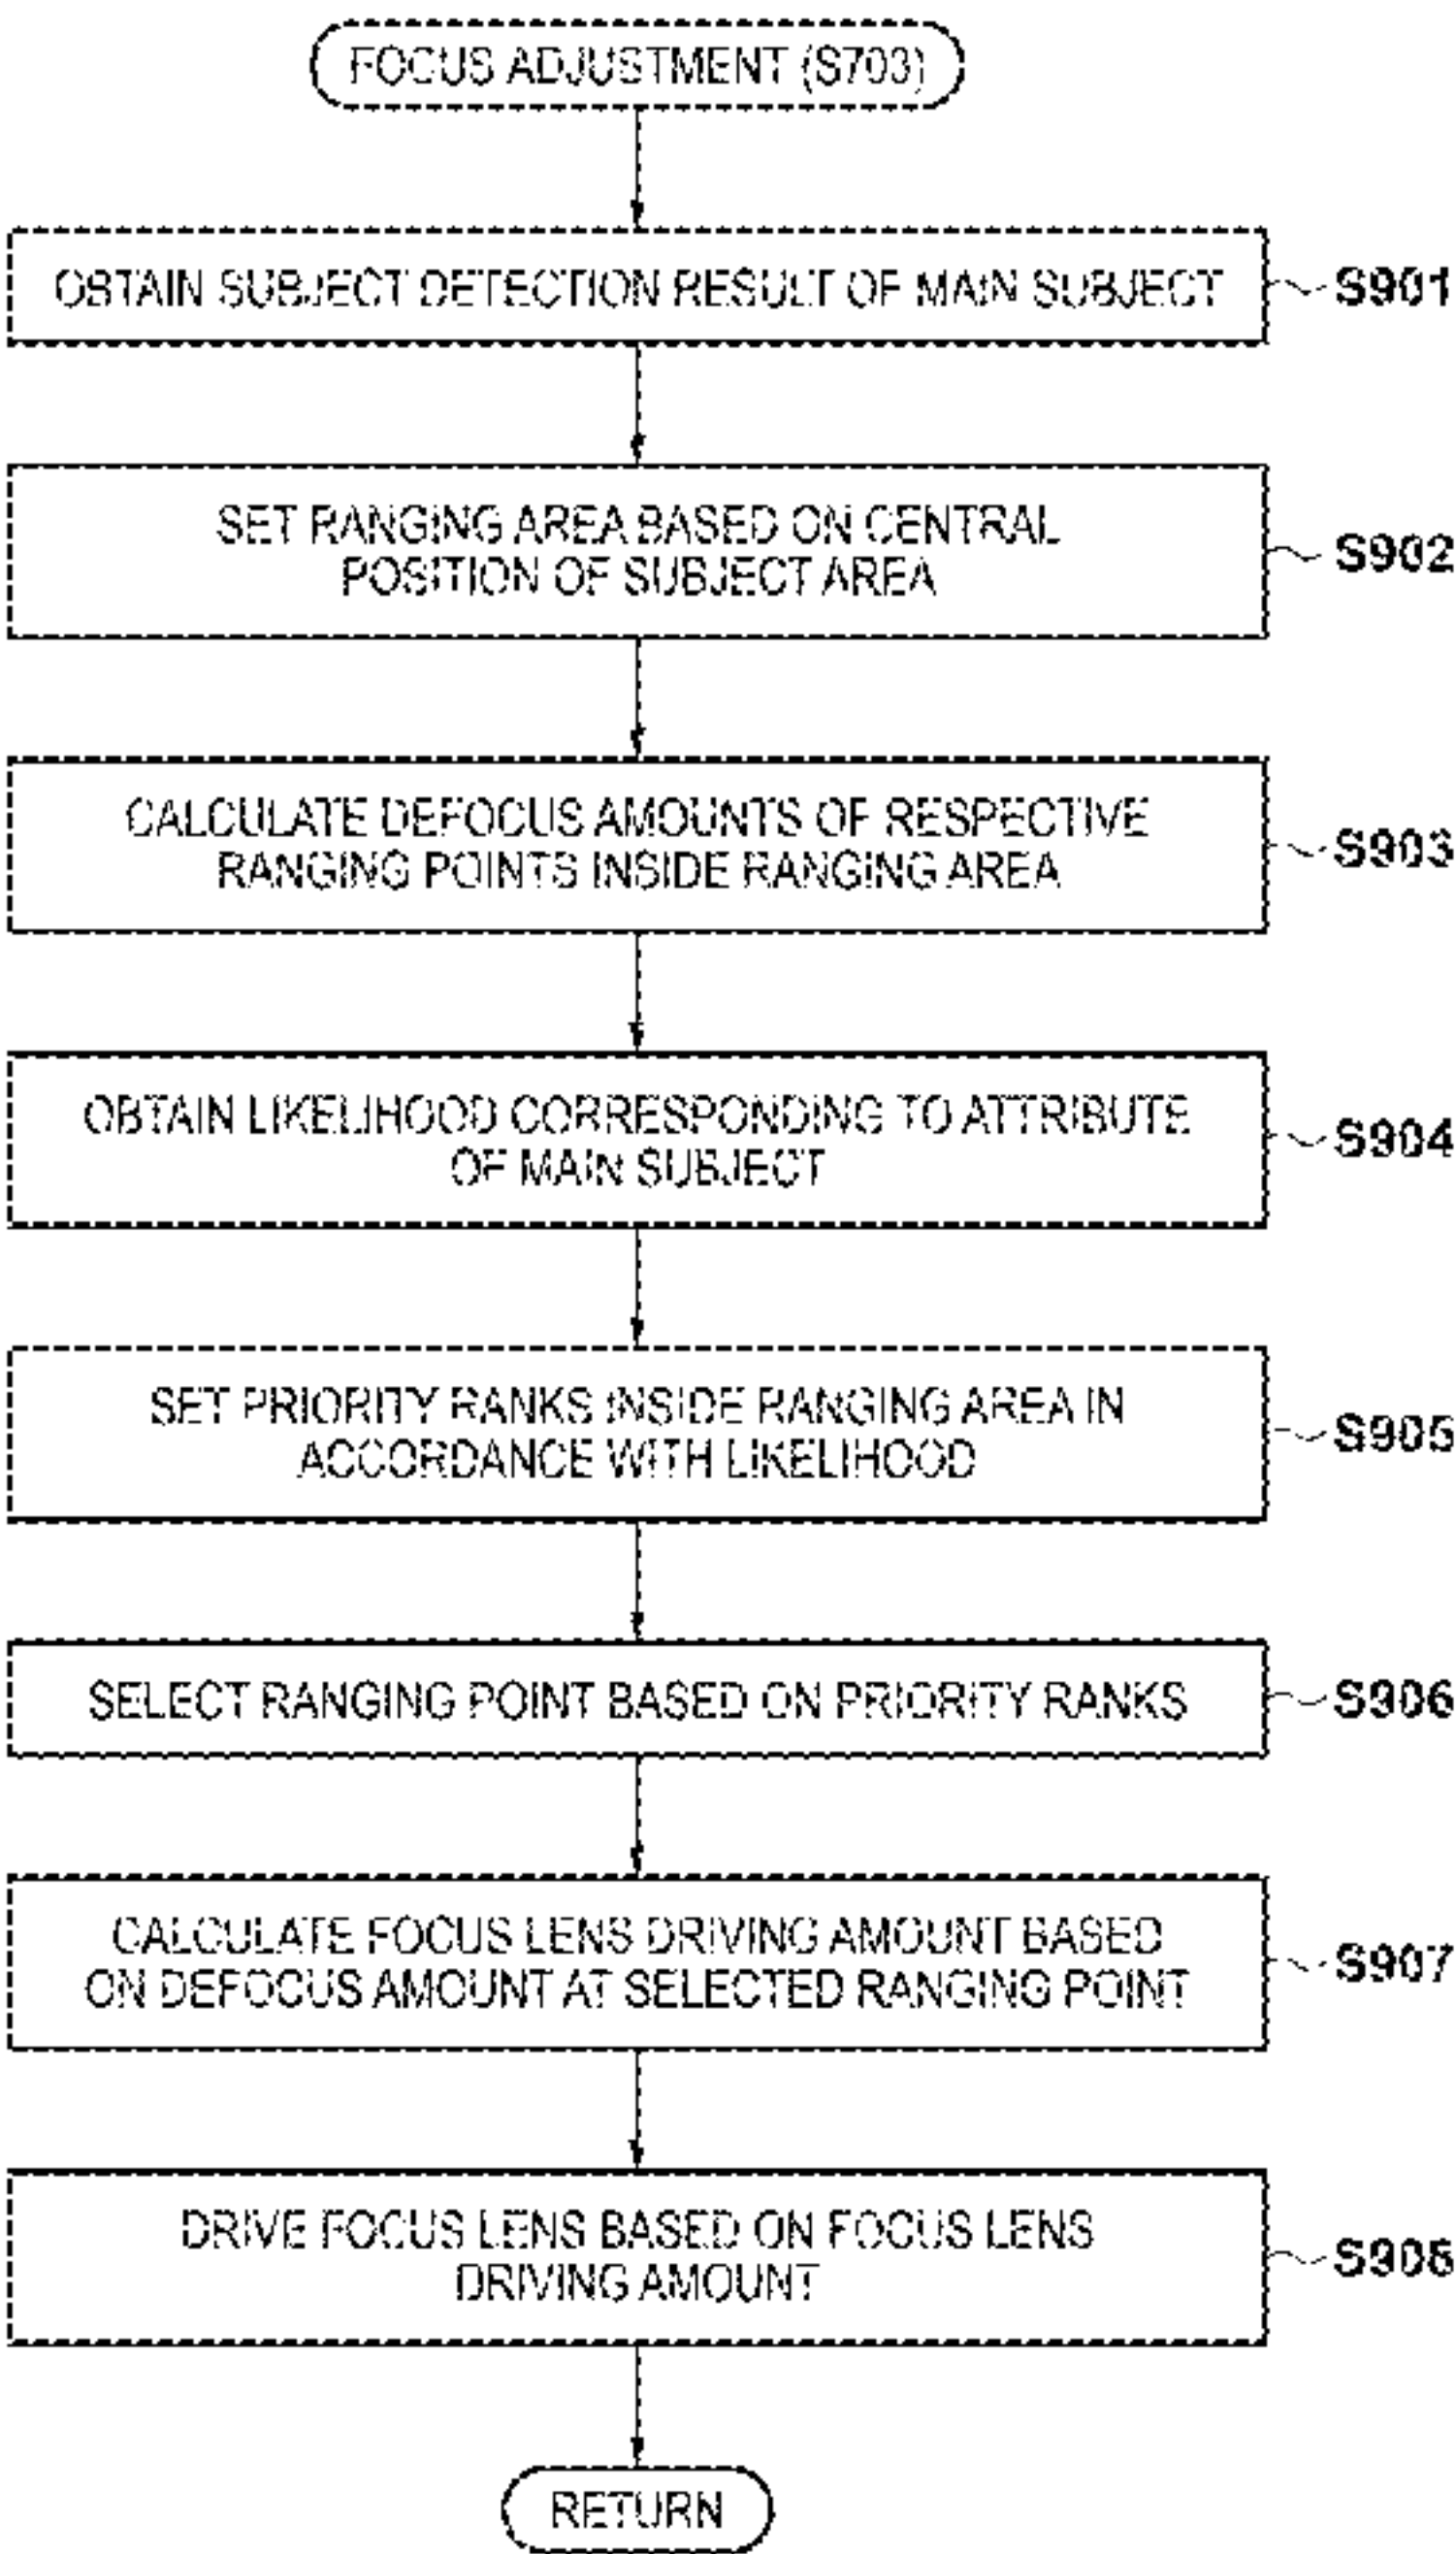 FOCUS ADJUSTMENT (S703)
OBTAIN SUBJECT DETECTION RESULT OF MAIN SUBJECT
S901
SET RANGING AREA BASED ON CENTRAL
POSITION OF SUBJECT AREA
S902
CALCULATE DEFOCUS AMOUNTS OF RESPECTIVE
RANGING POINTS INSIDE RANGING AREA
S903
OBTAIN LIKELIHOOD CORRESPONDING TO ATTRIBUTE
OF MAIN SUBJECT
S904
SET PRIORITY RANKS INSIDE RANGING AREA IN
ACCORDANCE WITH LIKELIHOOD
S905
SELECT RANGING POINT BASED ON PRIORITY RANKS
S906
CALCULATE FOCUS LENS DRIVING AMOUNT BASED
ON DEFOCUS AMOUNT AT SELECTED RANGING POINT
S907
DRIVE FOCUS LENS BASED ON FOCUS LENS
DRIVING AMOUNT
S908
RETURN